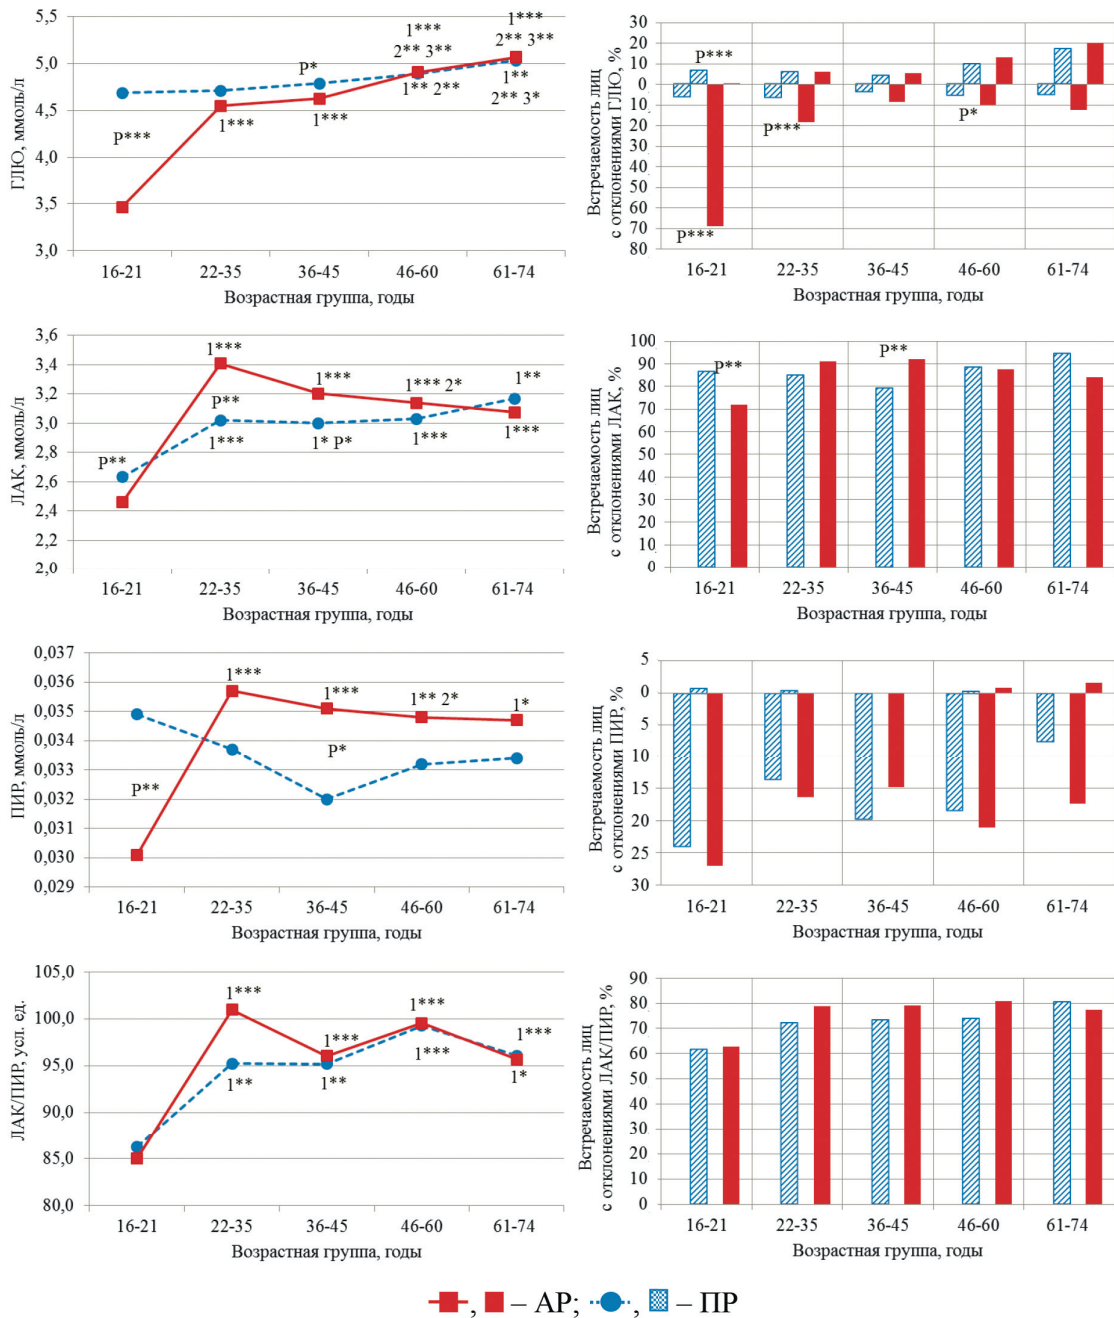 ГЛЮ, ммоль/л
5,5
5,0
4,5
4,0
3,5
3,0
1***
2** 3**
1***
2** 3**
P*
1** 2**
1**
2** 3*
P***
1***
1***
16-21 22-35 36-45 46-60 61-74
Возрастная группа, годы
Встречаемость лиц
с отклонениями ГЛЮ, %
30
20
10
0
10
20
30
40
50
60
70
80
P***
P***
P*
P***
16-21 22-35 36-45 46-60 61-74
Возрастная группа, годы
ЛАК, ммоль/л
3,6
3,4
3,2
3,0
2,8
2,6
2,4
2,2
2,0
1***
1***
1*** 2*
1**
P**
P**
1***
1* P*
1***
1***
16-21 22-35 36-45 46-60 61-74
Возрастная группа, годы
Встречаемость лиц
с отклонениями ЛАК, %
100
90
80
70
60
50
40
30
20
10
0
P**
P**
16-21 22-35 36-45 46-60 61-74
Возрастная группа, годы
ПИР, ммоль/л
0,037
0,036
0,035
0,034
0,033
0,032
0,031
0,030
0,029
1***
1***
1** 2*
1*
P*
P**
16-21 22-35 36-45 46-60 61-74
Возрастная группа, годы
Встречаемость лиц
с отклонениями ПИР, %
5
0
5
10
15
20
25
30
16-21 22-35 36-45 46-60 61-74
Возрастная группа, годы
ЛАК/ПИР, усл. ед.
105,0
100,0
95,0
90,0
85,0
80,0
1***
1***
1***
1***
1**
1**
1***
1*
16-21 22-35 36-45 46-60 61-74
Возрастная группа, годы
Встречаемость лиц
с отклонениями ЛАК/ПИР, %
90
80
70
60
50
40
30
20
10
0
16-21 22-35 36-45 46-60 61-74
Возрастная группа, годы
, – АР; , – ПР